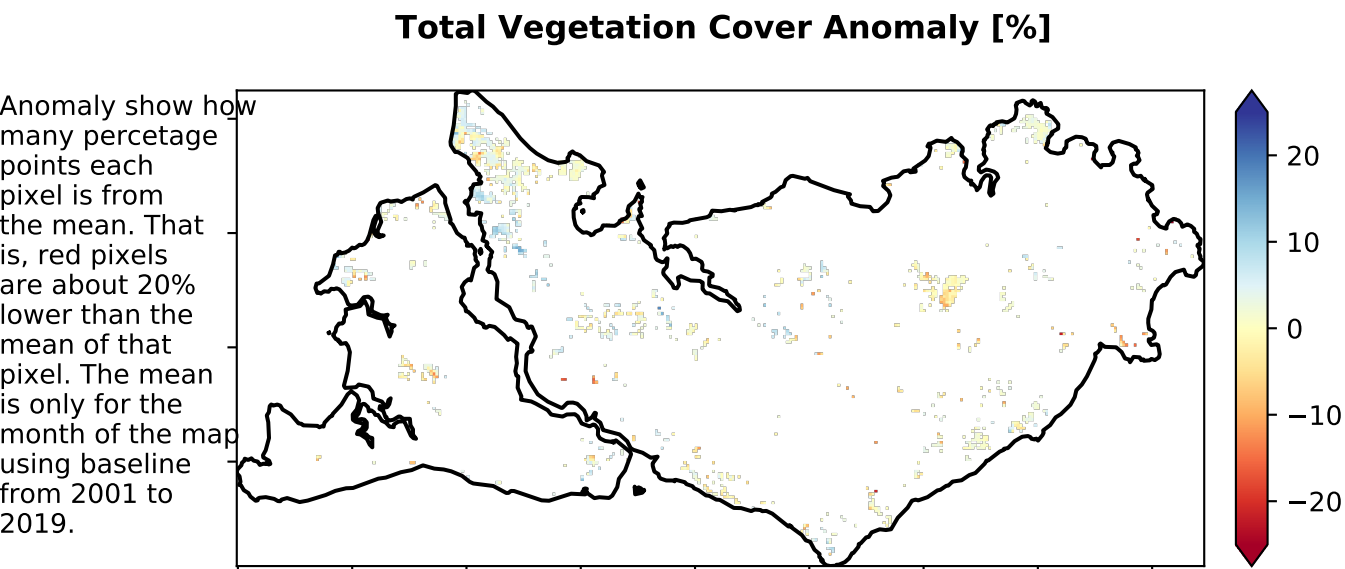 Total Vegetation Cover Anomaly [%]
Anomaly show how
many percetage
points each
pixel is from
the mean. That
is, red pixels
are about 20%
lower than the
mean of that
pixel. The mean
is only for the
month of the map
using baseline
from 2001 to
2019.
20
10
0
−10
−20